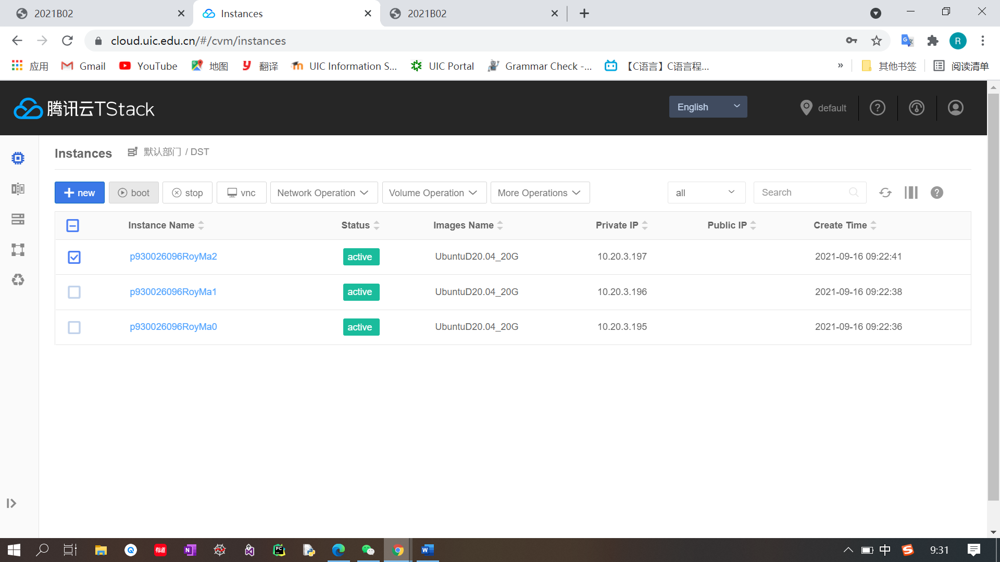 2021B02
Instances
2021B02
cloud.uic.edu.cn/#/cvm/instances
R
应用
Gmail
YouTube
地图
翻译
UIC Information S...
UIC Portal
Grammar Check -...
【C语言】C语言程...
»
其他书签
阅读清单
腾讯云TStack
English
default
Instances
默认部门 / DST
new
boot
stop
vnc
Network Operation
Volume Operation
More Operations
all
Search
Instance Name Status Images Name Private IP Public IP Create Time
p930026096RoyMa2 active UbuntuD20.04_20G 10.20.3.197 2021-09-16 09:22:41
p930026096RoyMa1 active UbuntuD20.04_20G 10.20.3.196 2021-09-16 09:22:38
p930026096RoyMa0 active UbuntuD20.04_20G 10.20.3.195 2021-09-16 09:22:36
有道
N
PC
W
中
S
9:31